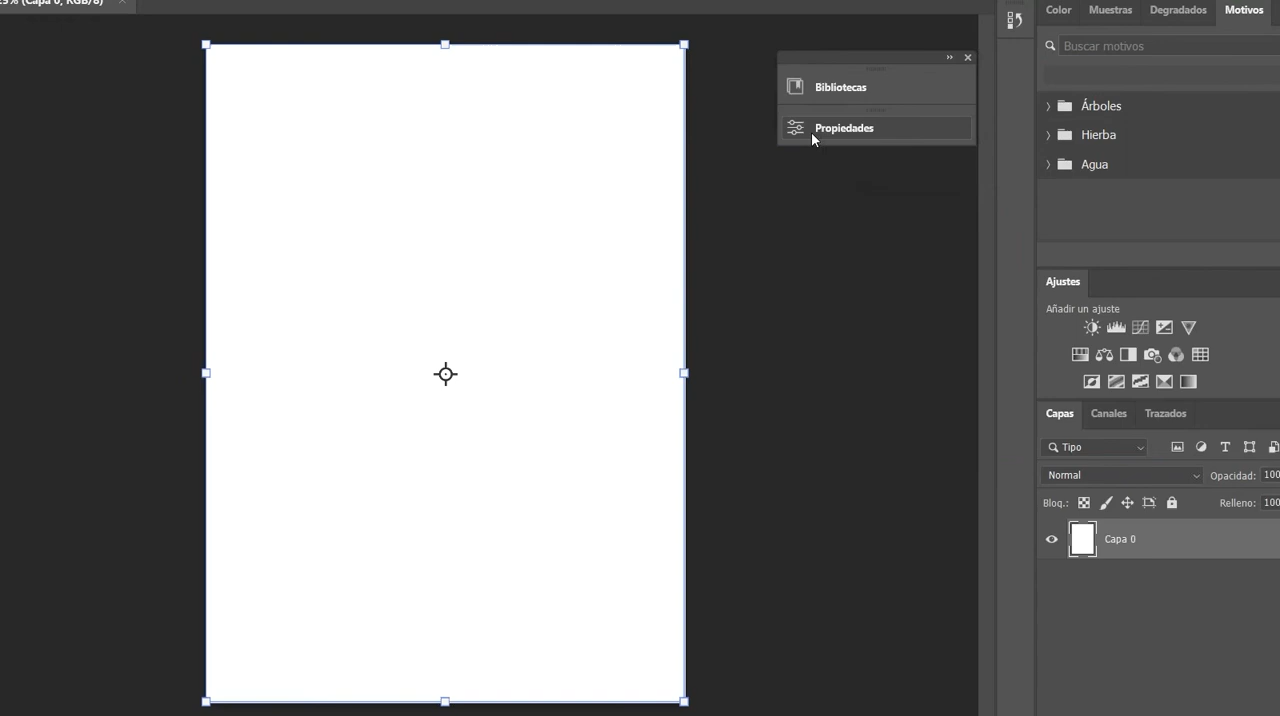 (Capa 0, RGB/8)
Bibliotecas
Propiedades
Color Muestras Degradados Motivos
Buscar motivos
Árboles
Hierba
Agua
Ajustes
Añadir un ajuste
Capas Canales Trazados
Tipo
Normal Opacidad: 100
Bloq.: Relleno: 100
Capa 0